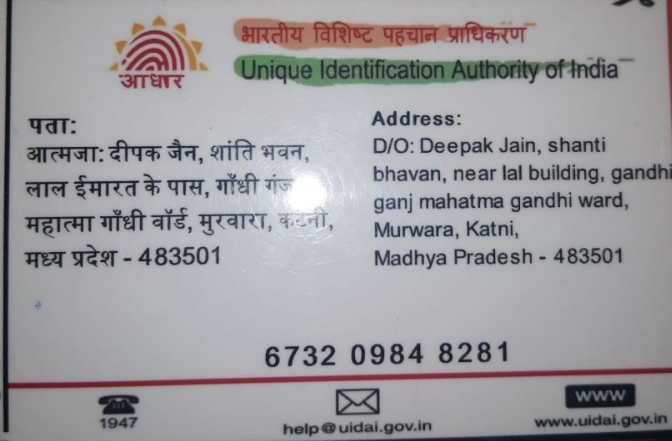 भारतीय विशिष्ट पहचान प्राधिकरण
आधार
Unique Identification Authority of India
पता:
आत्मजा: दीपक जैन, शांति भवन,
लाल ईमारत के पास, गाँधी गंज
महात्मा गाँधी वॉर्ड, मुरवारा, कटनी,
मध्य प्रदेश - 483501
Address:
D/O: Deepak Jain, shanti
bhavan, near lal building, gandhi
ganj mahatma gandhi ward,
Murwara, Katni,
Madhya Pradesh - 483501
6732 0984 8281
1947
help@uidai.gov.in
WWW
www.uidai.gov.in